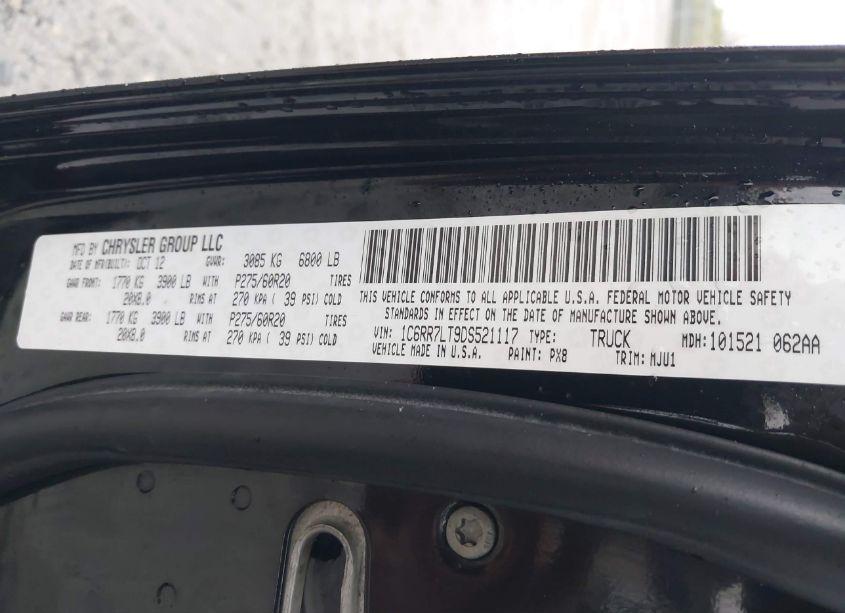 MFD BY CHRYSLER GROUP LLC
DATE OF MFR(BUILT): OCT 12 GVWR: 3085 KG 6800 LB
GAWR FRONT: 1770 KG 3900 LB WITH P275/60R20 TIRES
20X8.0 RIMS AT 270 KPA ( 39 PSI) COLD
GAWR REAR: 1770 KG 3900 LB WITH P275/60R20 TIRES
20X8.0 RIMS AT 270 KPA ( 39 PSI) COLD
THIS VEHICLE CONFORMS TO ALL APPLICABLE U.S.A. FEDERAL MOTOR VEHICLE SAFETY
STANDARDS IN EFFECT ON THE DATE OF MANUFACTURE SHOWN ABOVE.
VIN: 1C6RR7LT9DS521117 TYPE: TRUCK MDH: 101521 062AA
VEHICLE MADE IN U.S.A. PAINT: PX8 TRIM: MJU1